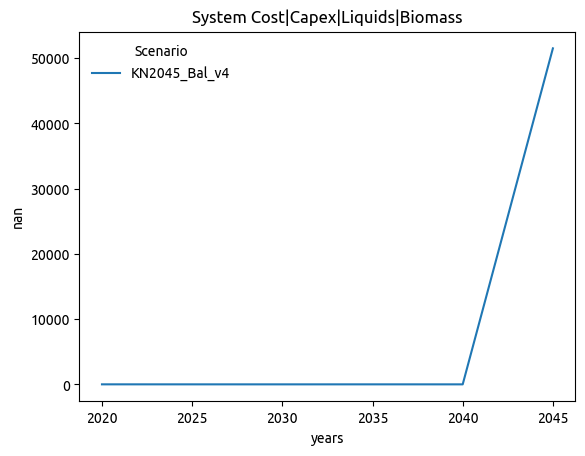 System Cost|Capex|Liquids|Biomass
Scenario
KN2045_Bal_v4
50000
40000
30000
20000
10000
0
nan
2020 2025 2030 2035 2040 2045
years